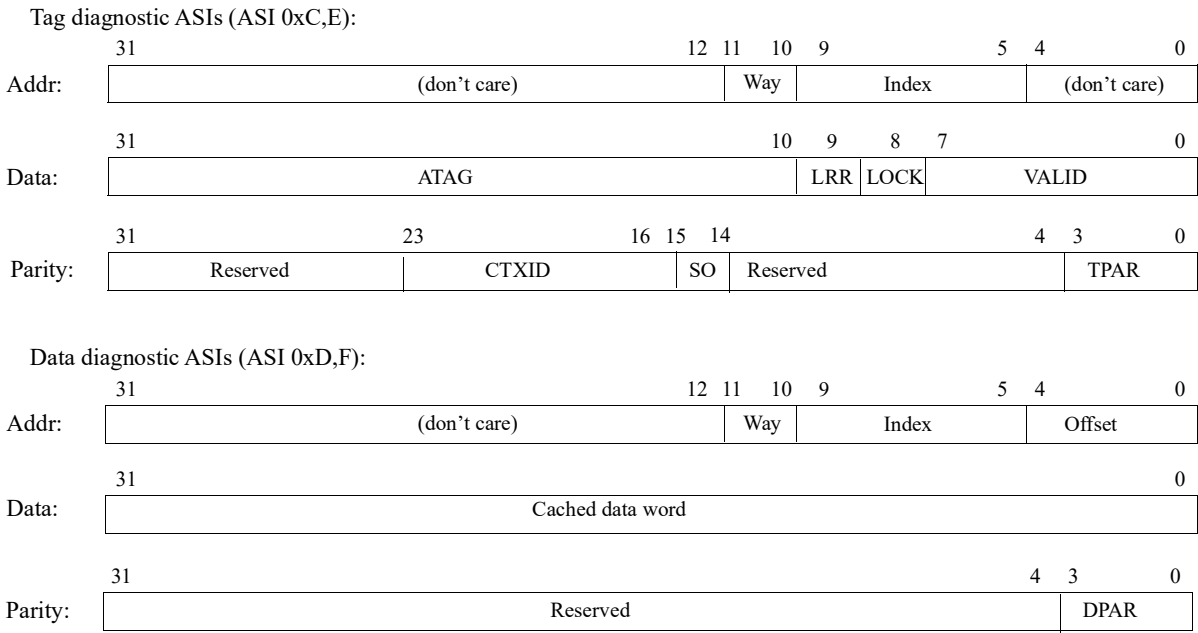 Tag diagnostic ASIs (ASI 0xC,E):
31 12 11 10 9 5 4 0
Addr: (don’t care) Way Index (don’t care)
31 10 9 8 7 0
Data: ATAG LRR LOCK VALID
31 23 16 15 14 4 3 0
Parity: Reserved CTXID SO Reserved TPAR
Data diagnostic ASIs (ASI 0xD,F):
31 12 11 10 9 5 4 0
Addr: (don’t care) Way Index Offset
31 0
Data: Cached data word
31 4 3 0
Parity: Reserved DPAR